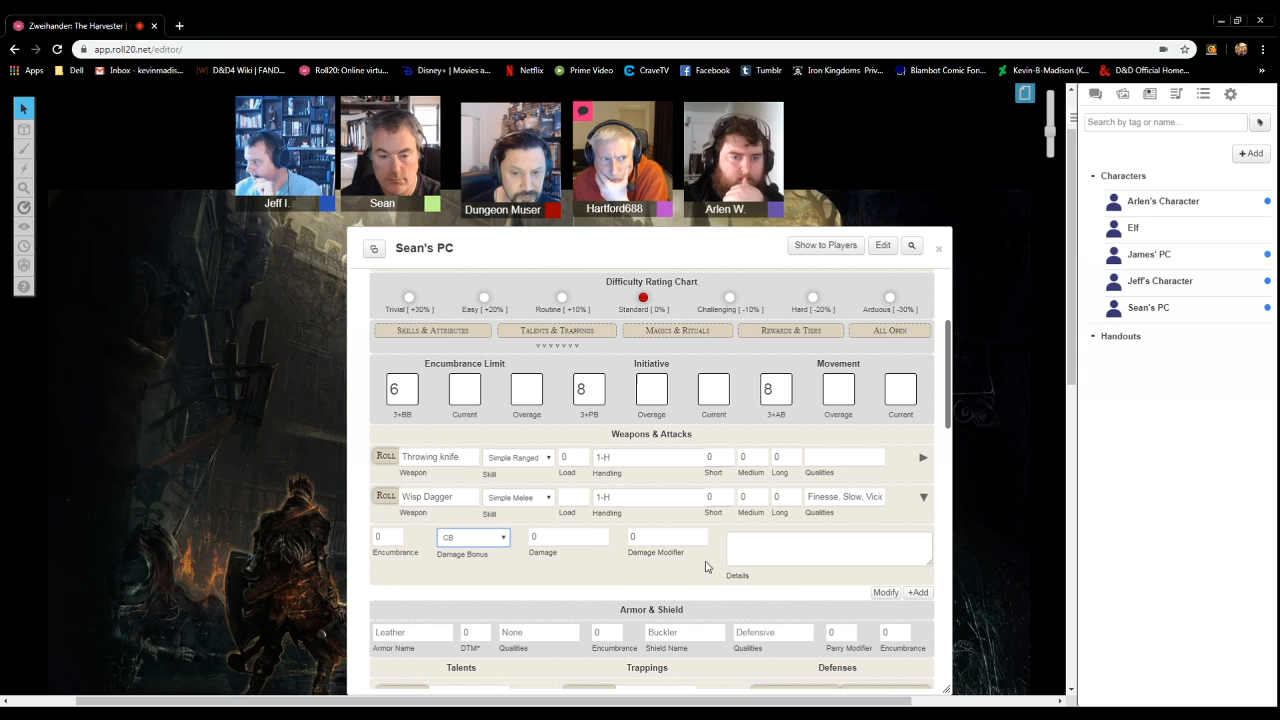 Zweihander: The Harvester |
app.roll20.net/editor/
Apps Dell Inbox - kevinmadis... D&D4 Wiki | FAND... Roll20: Online virtu... Disney+ | Movies a... Netflix Prime Video CraveTV Facebook Tumblr Iron Kingdoms Priv... Blambot Comic Fon... Kevin-B-Madison (K... D&D Official Home... »
Search by tag or name...
+ Add
Characters
Arlen's Character
Elf
James' PC
Jeff's Character
Sean's PC
Handouts
Jeff I. Sean Dungeon Muser Hartford688 Arlen W.
Sean's PC Show to Players Edit
Difficulty Rating Chart
Trivial [ +30% ] Easy [ +20% ] Routine [ +10% ] Standard [ 0% ] Challenging [ -10% ] Hard [ -20% ] Arduous [ -30% ]
Skills & Attributes Talents & Trappings Magics & Rituals Rewards & Tiers All Open
v v v v v v v
Encumbrance Limit Initiative Movement
6 8 8
3+BB Current Overage 3+PB Overage Current 3+AB Overage Current
Weapons & Attacks
Roll Throwing knife Simple Ranged 0 1-H 0 0 0
Weapon Skill Load Handling Short Medium Long Qualities
Roll Wisp Dagger Simple Melee 1-H 0 0 0 Finesse, Slow, Vici
Weapon Skill Load Handling Short Medium Long Qualities
0 CB 0 0
Encumbrance Damage Bonus Damage Damage Modifier Details
Modify +Add
Armor & Shield
Leather 0 None 0 Buckler Defensive 0 0
Armor Name DTM* Qualities Encumbrance Shield Name Qualities Parry Modifier Encumbrance
Talents Trappings Defenses